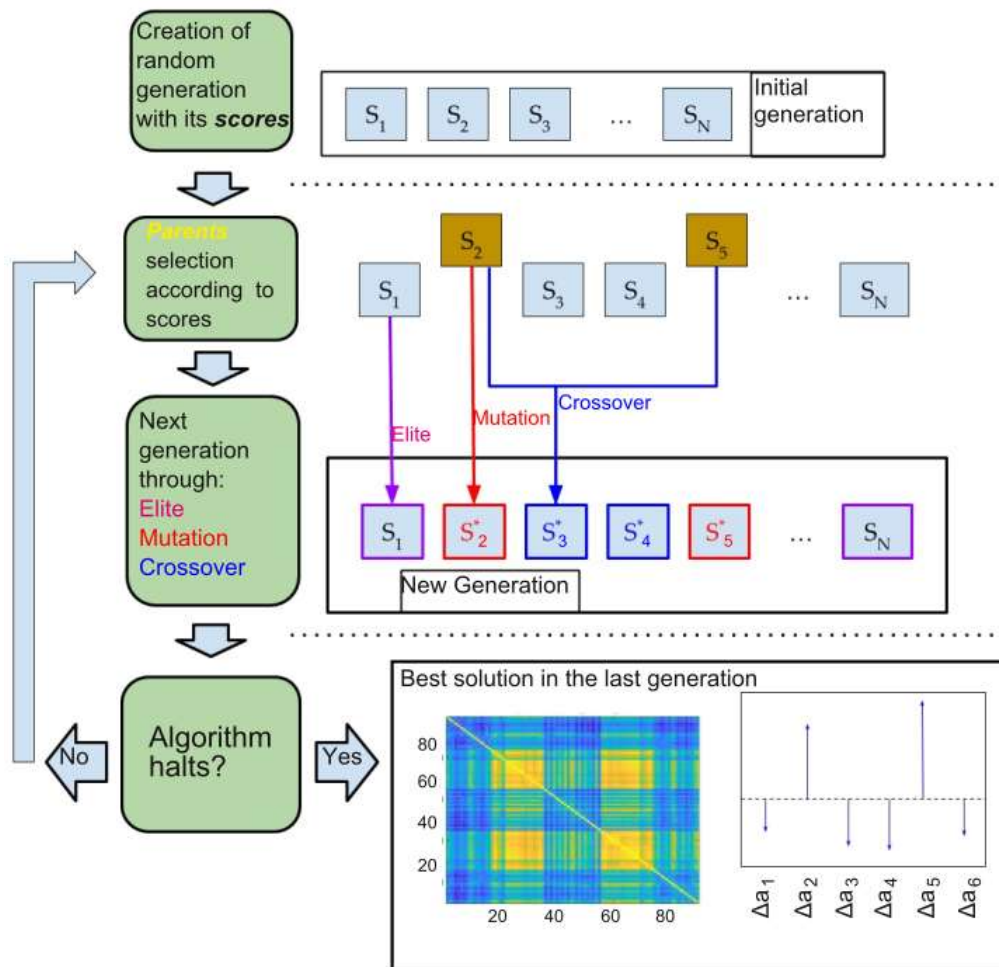 Creation of
random
generation
with its scores
S1 S2 S3 ... SN
Initial
generation
Parents
selection
according to
scores
S2 S5
S1 S3 S4 ... SN
Elite
Mutation
Crossover
Next
generation
through:
Elite
Mutation
Crossover
S1 S*2 S*3 S*4 S*5 ... SN
New Generation
Algorithm
halts?
No
Yes
Best solution in the last generation
80
60
40
20
20 40 60 80
Δa1 Δa2 Δa3 Δa4 Δa5 Δa6